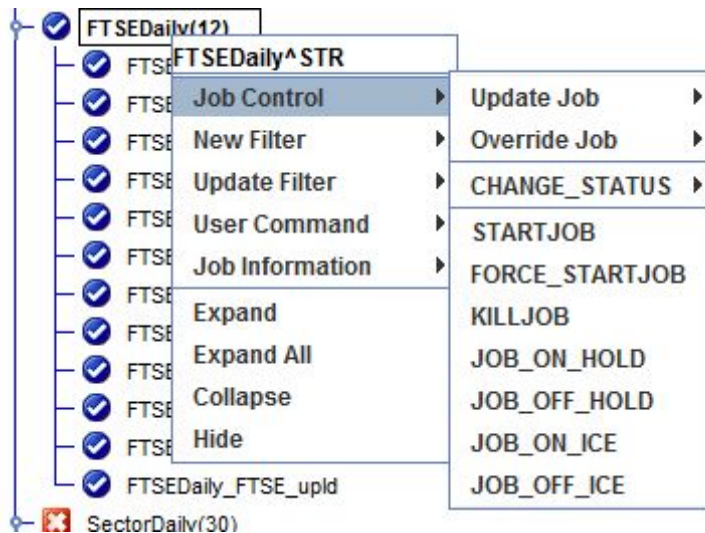 FTSEDaily(12)
FTSEDaily^STR
FTSE
Job Control
Update Job
FTSE
Override Job
FTSE
New Filter
CHANGE_STATUS
FTSE
Update Filter
STARTJOB
FTSE
User Command
FORCE_STARTJOB
FTSE
Job Information
KILLJOB
FTSE
Expand
JOB_ON_HOLD
FTSE
Expand All
JOB_OFF_HOLD
FTSE
Collapse
JOB_ON_ICE
FTSE
Hide
JOB_OFF_ICE
FTSE
FTSEDaily_FTSE_upld
SectorDaily(30)